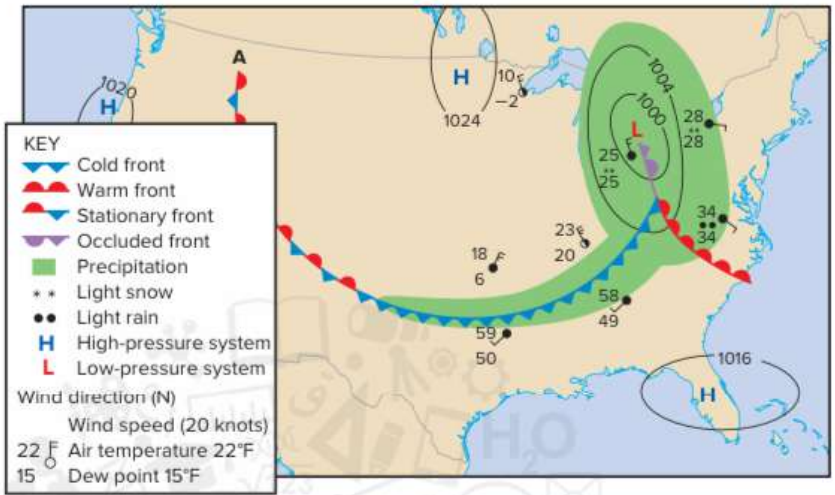 A
1020
H
H
1024
10
-2
1004
1000
L
28
**
28
25
**
25
34
●●
34
23
20
18
6
58
49
59
50
1016
H
KEY
Cold front
Warm front
Stationary front
Occluded front
Precipitation
** Light snow
●● Light rain
H High-pressure system
L Low-pressure system
Wind direction (N)
Wind speed (20 knots)
22 Air temperature 22°F
15 Dew point 15°F
H2O